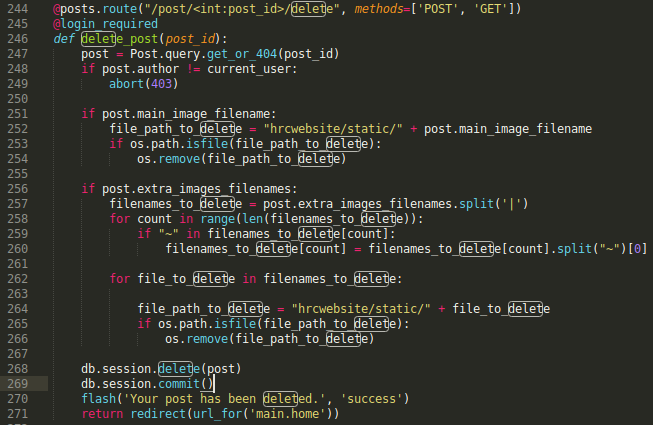 244 @posts.route("/post/<int:post_id>/delete", methods=['POST', 'GET'])
245 @login_required
246 def delete_post(post_id):
247     post = Post.query.get_or_404(post_id)
248     if post.author != current_user:
249         abort(403)
250
251     if post.main_image_filename:
252         file_path_to_delete = "hrcwebsite/static/" + post.main_image_filename
253         if os.path.isfile(file_path_to_delete):
254             os.remove(file_path_to_delete)
255
256     if post.extra_images_filenames:
257         filenames_to_delete = post.extra_images_filenames.split('|')
258         for count in range(len(filenames_to_delete)):
259             if "~" in filenames_to_delete[count]:
260                 filenames_to_delete[count] = filenames_to_delete[count].split("~")[0]
261
262         for file_to_delete in filenames_to_delete:
263
264             file_path_to_delete = "hrcwebsite/static/" + file_to_delete
265             if os.path.isfile(file_path_to_delete):
266                 os.remove(file_path_to_delete)
267
268     db.session.delete(post)
269     db.session.commit()
270     flash('Your post has been deleted.', 'success')
271     return redirect(url_for('main.home'))